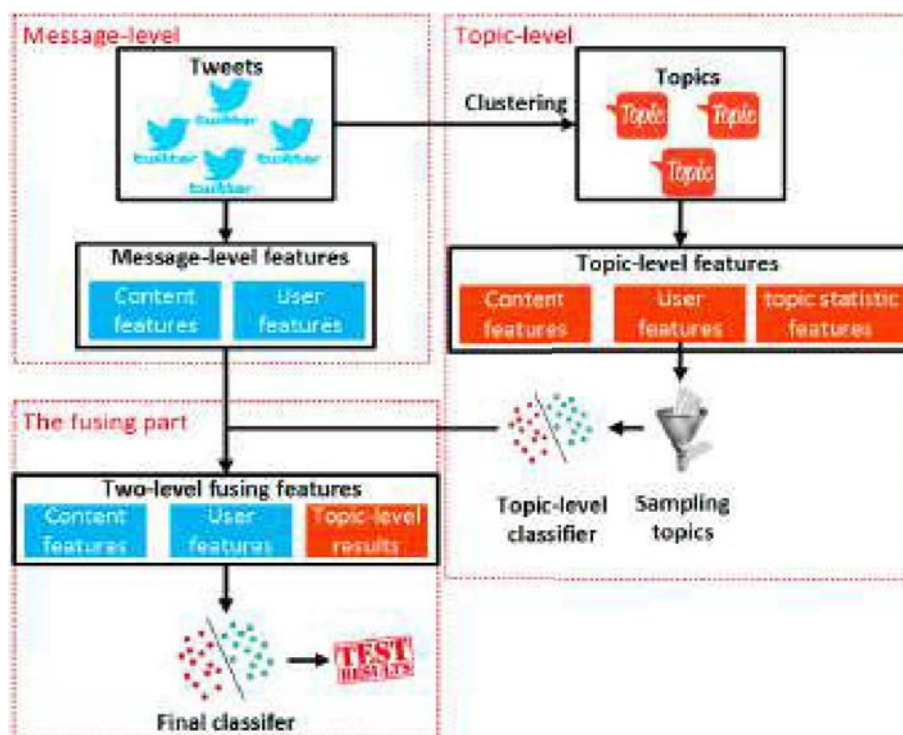 Message-level
Tweets
twitter
twitter
twitter
twitter
Message-level features
Content
features
User
features
Topic-level
Clustering
Topics
Topic
Topic
Topic
Topic-level features
Content
features
User
features
topic statistic
features
Topic-level
classifier
Sampling
topics
The fusing part
Two-level fusing features
Content
features
User
features
Topic-level
results
TEST
RESULTS
Final classifer